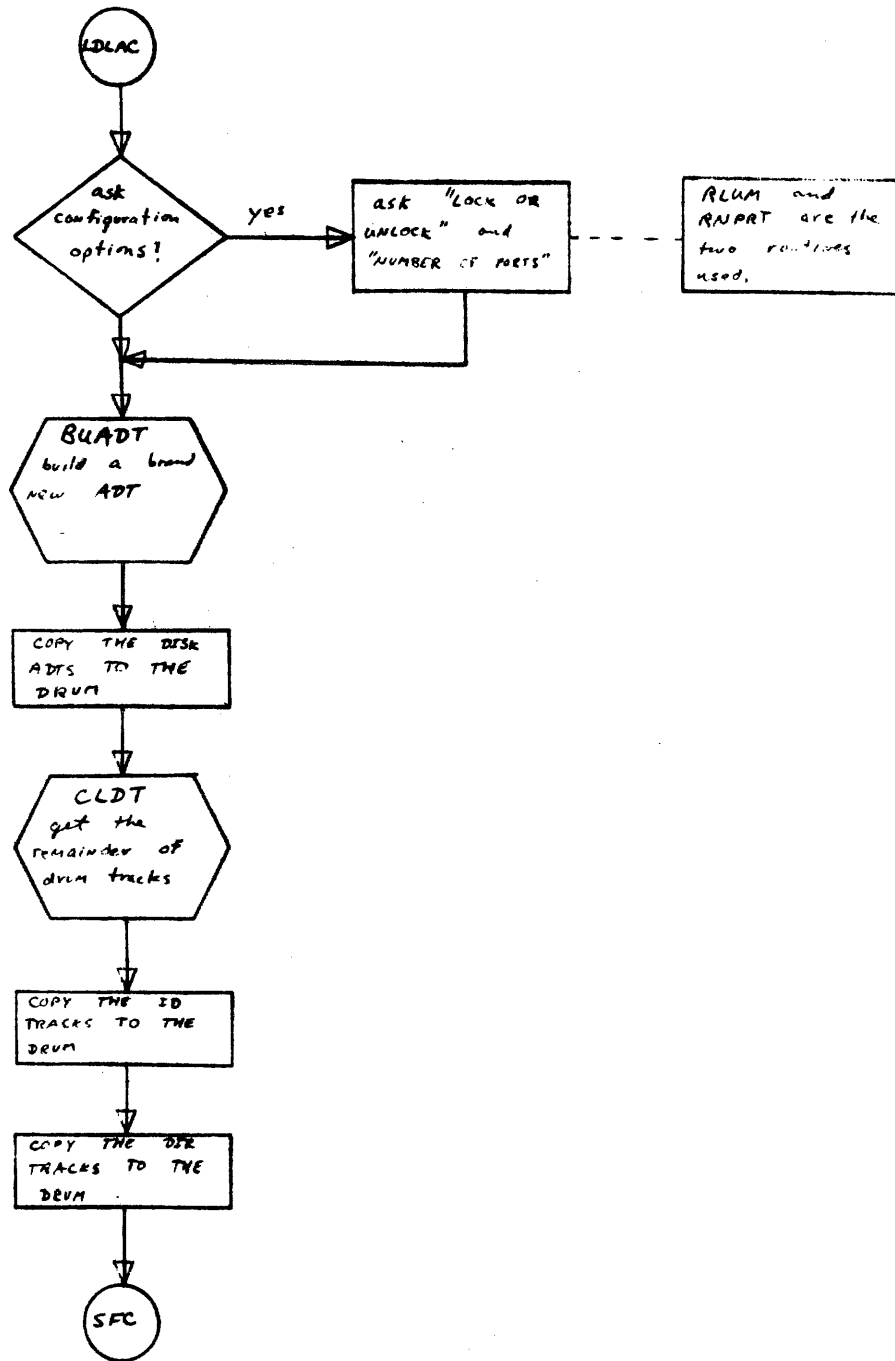 LDLAC
ask
configuration
options?
yes
ask "LOCK OR
UNLOCK" and
"NUMBER OF PORTS"
RLUM and
RNPRT are the
two routines
used.
BUADT
build a brand
NEW ADT
COPY THE DISK
ADTS TO THE
DRUM
CLDT
get the
remainder of
drum tracks
COPY THE ID
TRACKS TO THE
DRUM
COPY THE DIR
TRACKS TO THE
DRUM
SFC